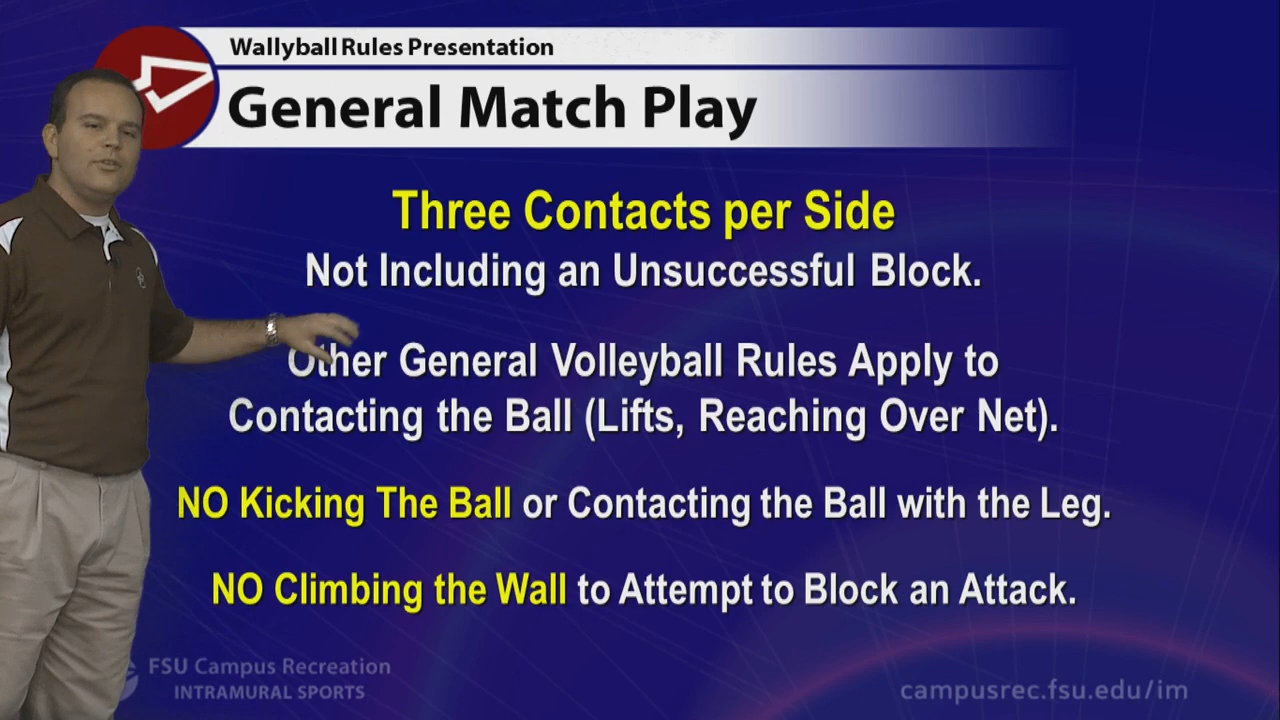 Wallyball Rules Presentation
General Match Play
Three Contacts per Side
Not Including an Unsuccessful Block.
Other General Volleyball Rules Apply to
Contacting the Ball (Lifts, Reaching Over Net).
NO Kicking The Ball or Contacting the Ball with the Leg.
NO Climbing the Wall to Attempt to Block an Attack.
FSU Campus Recreation
INTRAMURAL SPORTS
campusrec.fsu.edu/im